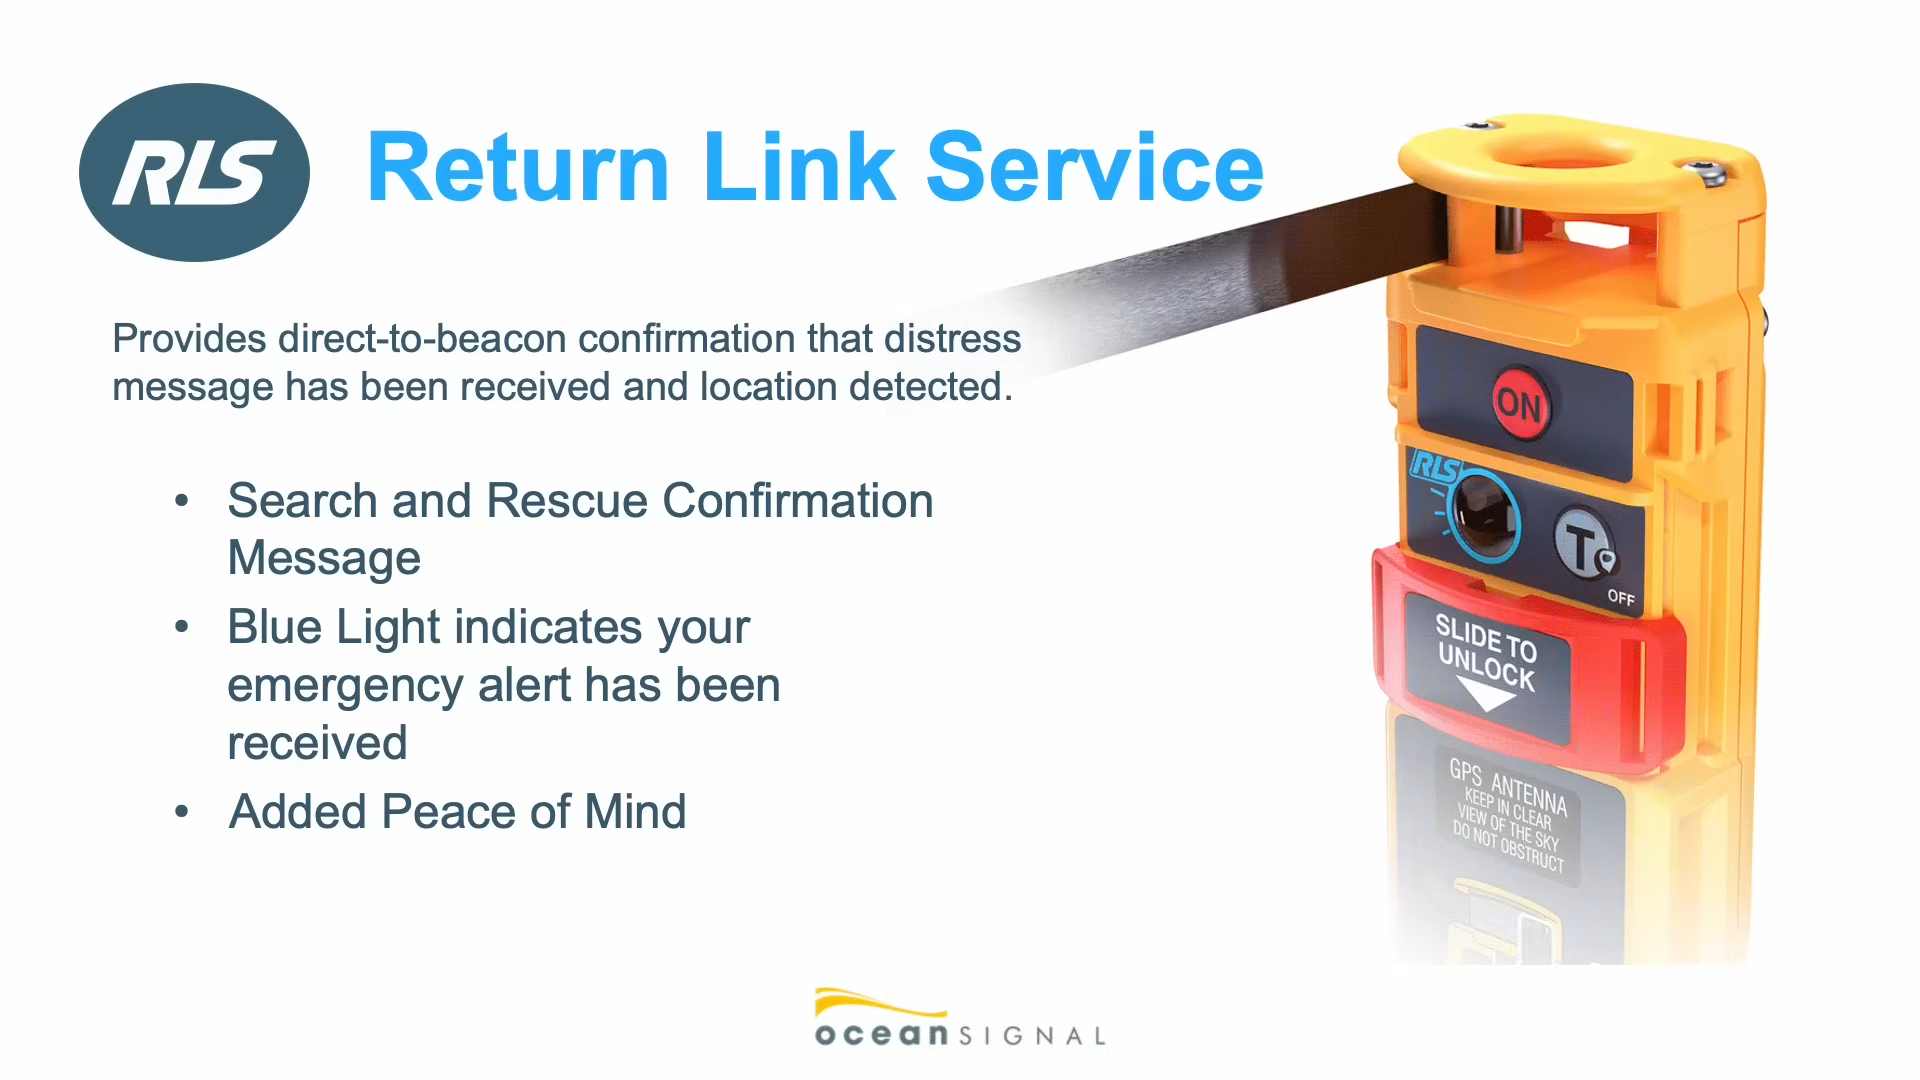 RLS
Return Link Service
Provides direct-to-beacon confirmation that distress
message has been received and location detected.
• Search and Rescue Confirmation
Message
• Blue Light indicates your
emergency alert has been
received
• Added Peace of Mind
ON
RLS
T
OFF
SLIDE TO
UNLOCK
GPS ANTENNA
KEEP IN CLEAR
VIEW OF THE SKY
DO NOT OBSTRUCT
ocean SIGNAL